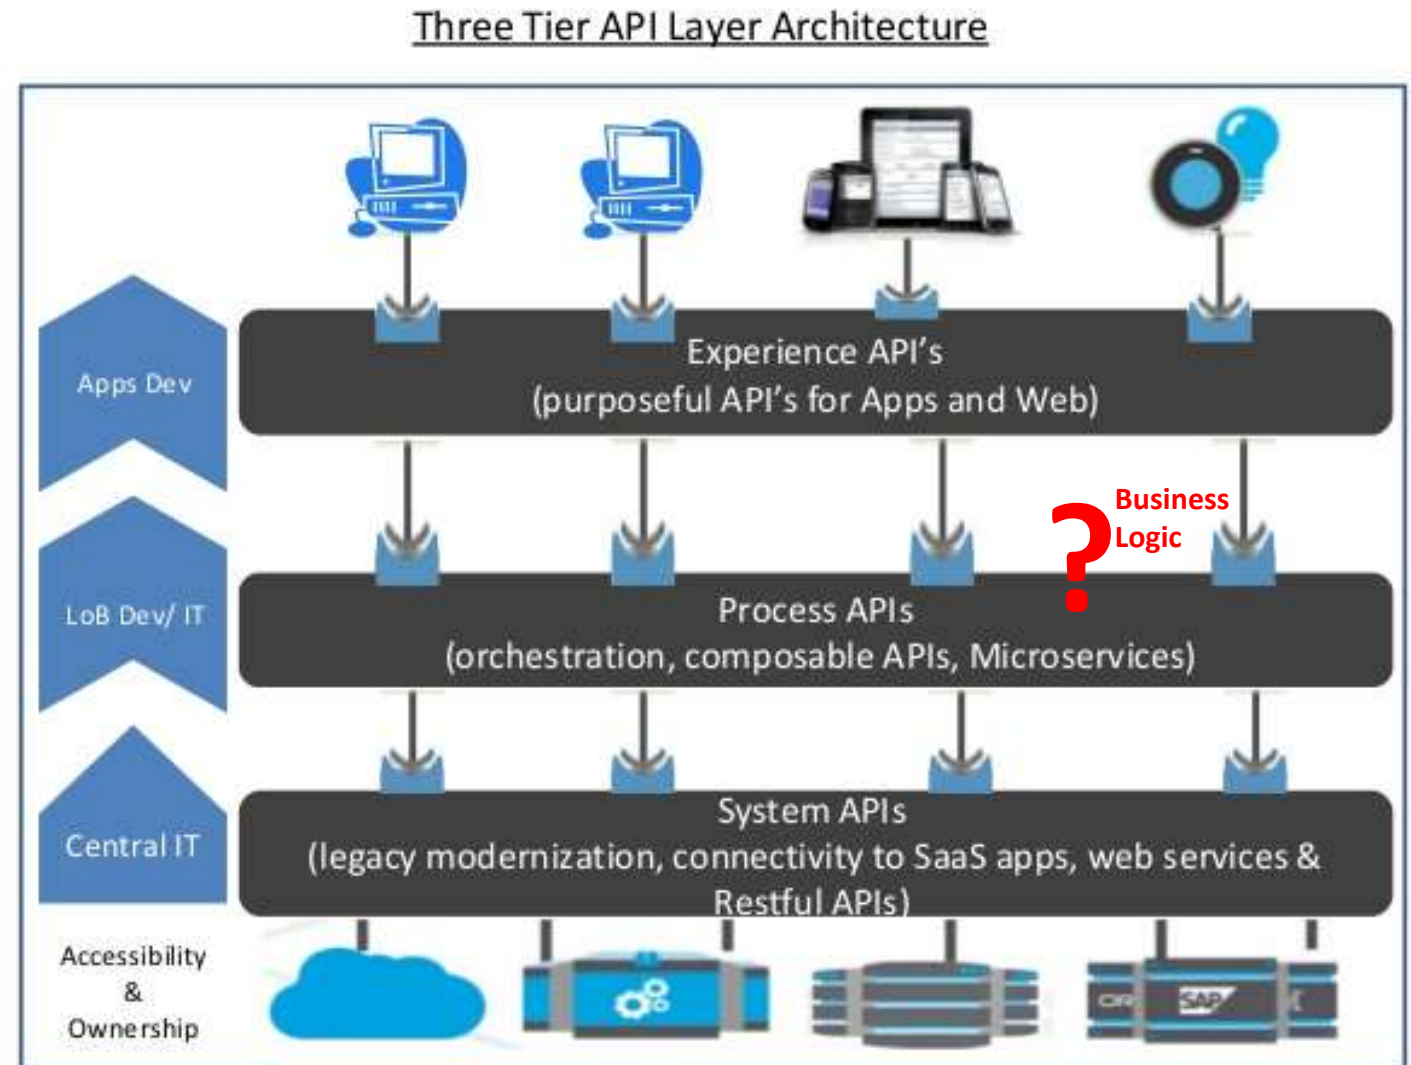 Three Tier API Layer Architecture
Apps Dev
Experience API's
(purposeful API's for Apps and Web)
?
Business
Logic
LoB Dev/ IT
Process APIs
(orchestration, composable APIs, Microservices)
Central IT
System APIs
(legacy modernization, connectivity to SaaS apps, web services &
Restful APIs)
Accessibility
&
Ownership
SAP